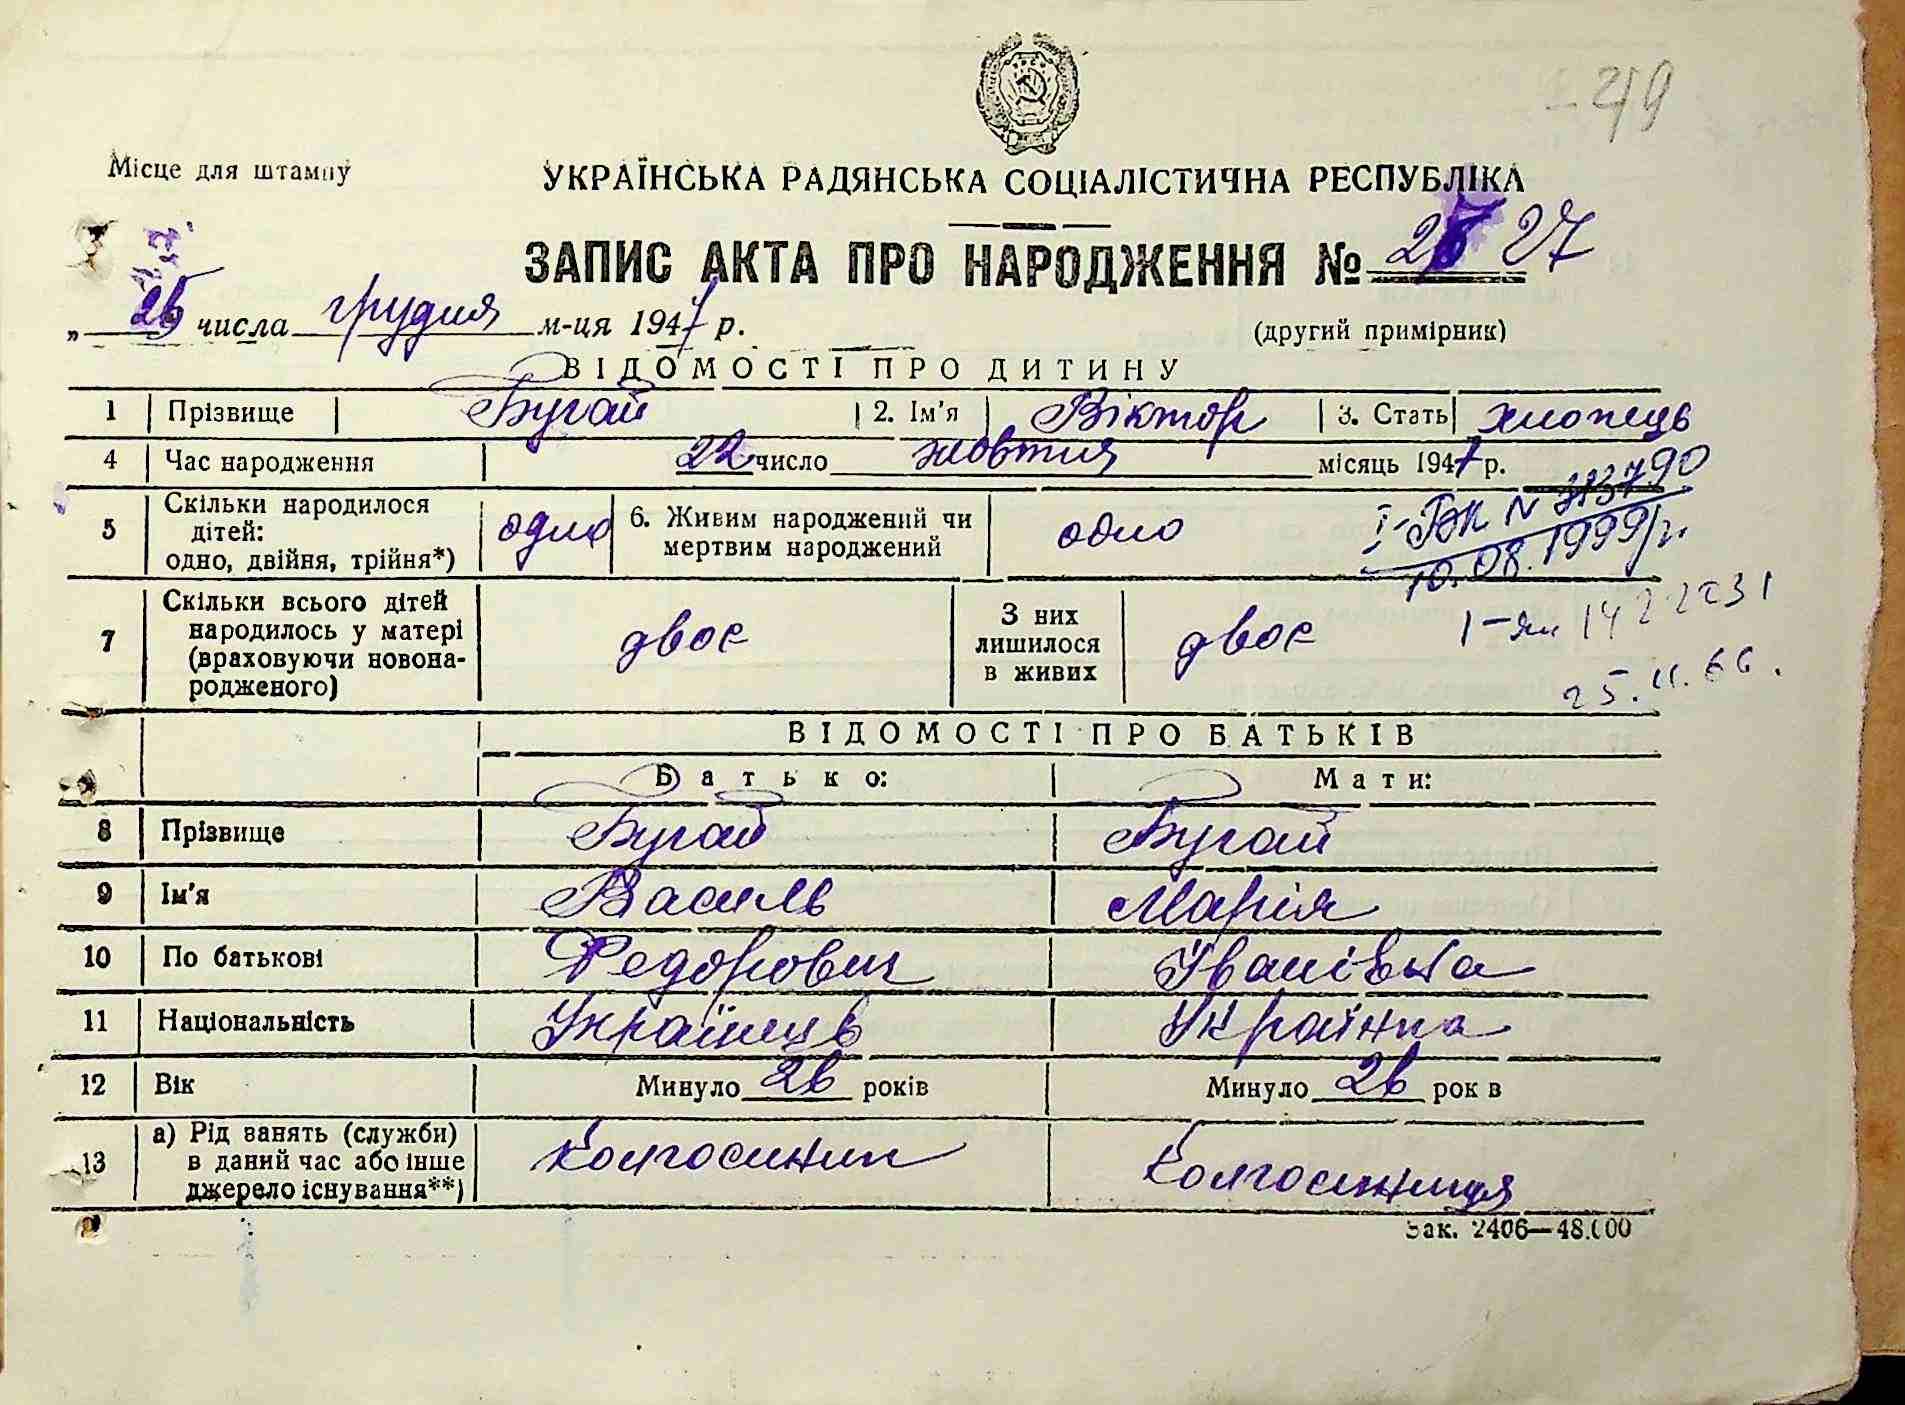 - 219
Місце для штампу
УКРАЇНСЬКА РАДЯНСЬКА СОЦІАЛІСТИЧНА РЕСПУБЛІКА
ЗАПИС АКТА ПРО НАРОДЖЕННЯ № 27
„ 26 числа грудня м-ця 1947 р.
(другий примірник)
ВІДОМОСТІ ПРО ДИТИНУ
1 Прізвище Бугай 2. Ім'я Віктор 3. Стать хлопець
4 Час народження 22 число жовтня місяць 1947 р.
5 Скільки народилося дітей: одно, двійня, трійня*) одно 6. Живим народжений чи мертвим народжений одно
10.08.1999 р.
7 Скільки всього дітей народилось у матері (враховуючи новонародженого) двоє З них лишилося в живих двоє
25.11.66.
ВІДОМОСТІ ПРО БАТЬКІВ
Батько: Мати:
8 Прізвище Бугай Бугай
9 Ім'я Василь Марія
10 По батькові Федорович Іванівна
11 Національність Українець Українка
12 Вік Минуло 26 років Минуло 26 рок в
13 а) Рід занять (служби) в даний час або інше джерело існування**) колгоспник колгоспниця
Зак. 2406—48.000